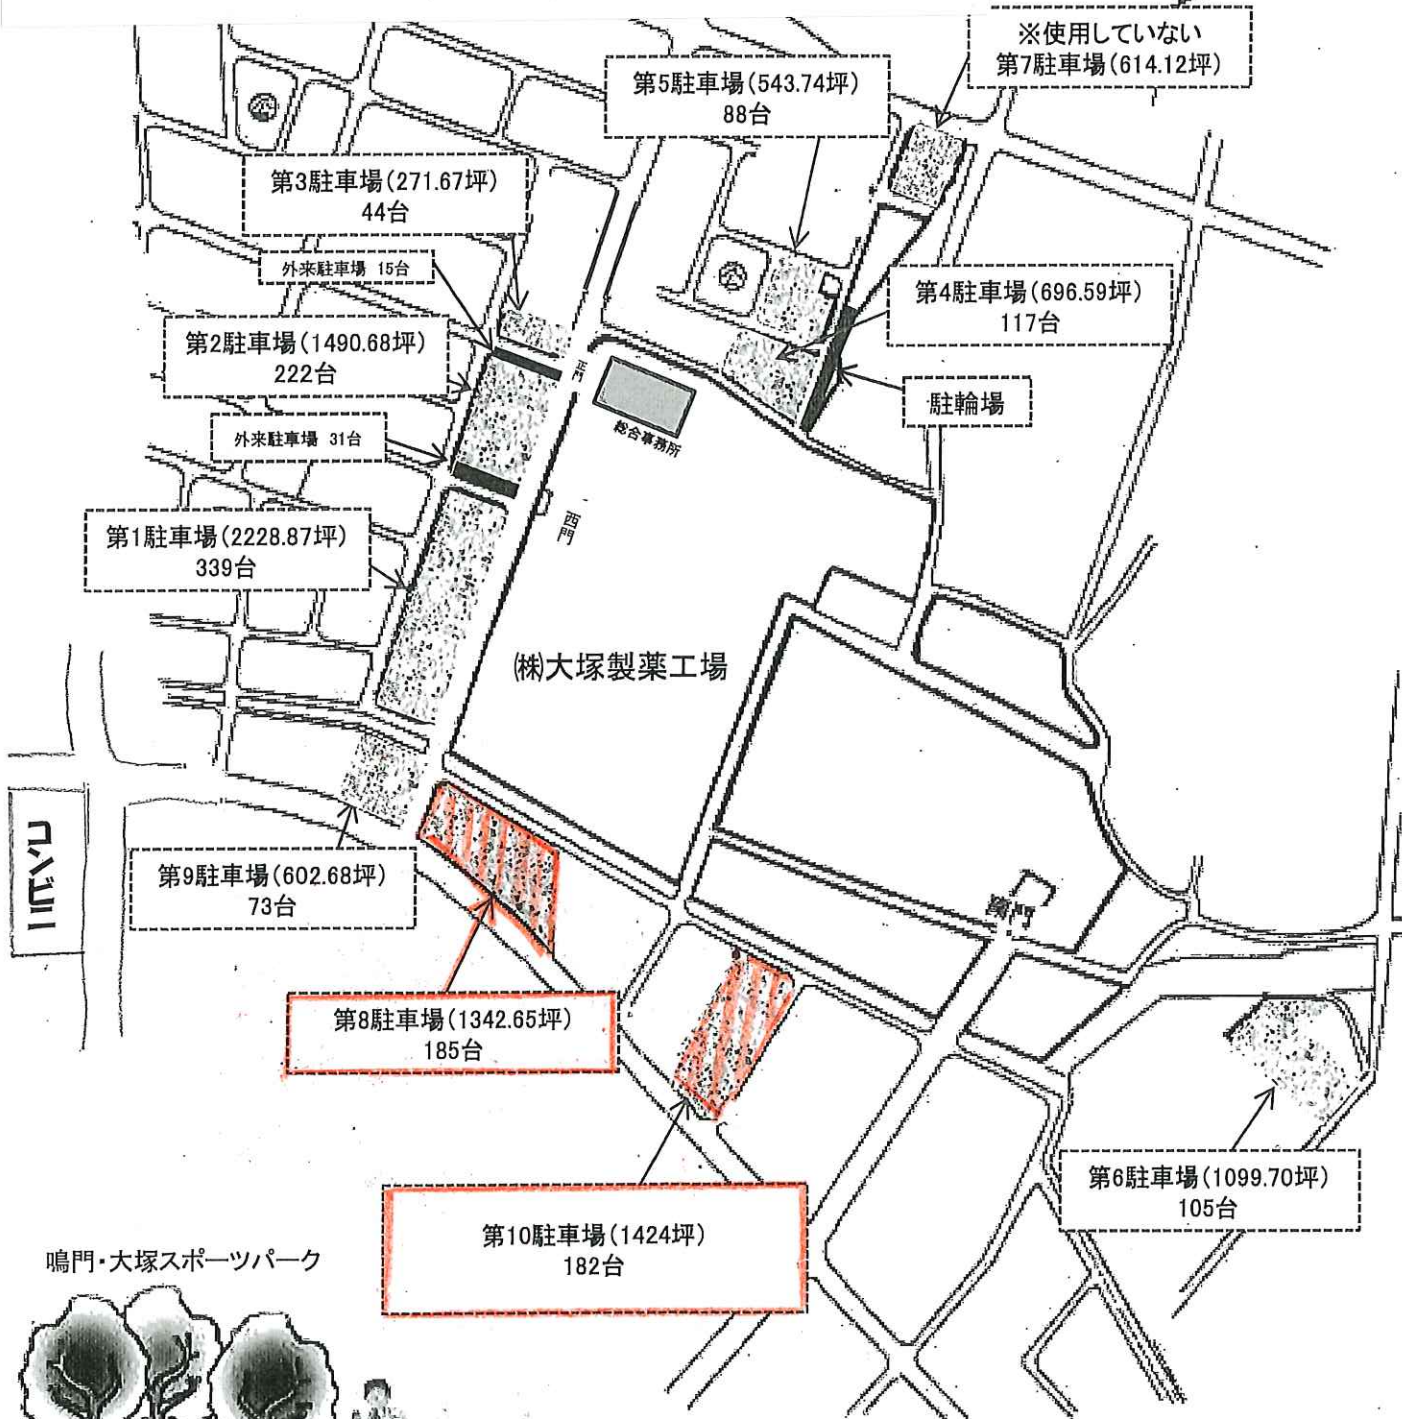 ※使用していない
第7駐車場(614.12坪)
第5駐車場(543.74坪)
88台
第3駐車場(271.67坪)
44台
外来駐車場 15台
第4駐車場(696.59坪)
117台
第2駐車場(1490.68坪)
222台
正門
駐輪場
総合事務所
外来駐車場 31台
西門
第1駐車場(2228.87坪)
339台
㈱大塚製薬工場
コンビニ
第9駐車場(602.68坪)
73台
第8駐車場(1342.65坪)
185台
第6駐車場(1099.70坪)
105台
第10駐車場(1424坪)
182台
鳴門・大塚スポーツパーク